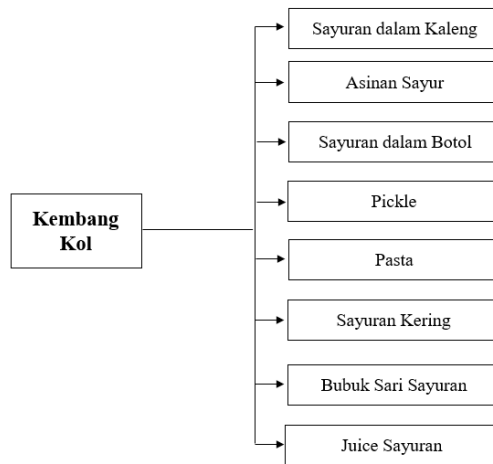 Kembang
Kol
Sayuran dalam Kaleng
Asinan Sayur
Sayuran dalam Botol
Pickle
Pasta
Sayuran Kering
Bubuk Sari Sayuran
Juice Sayuran